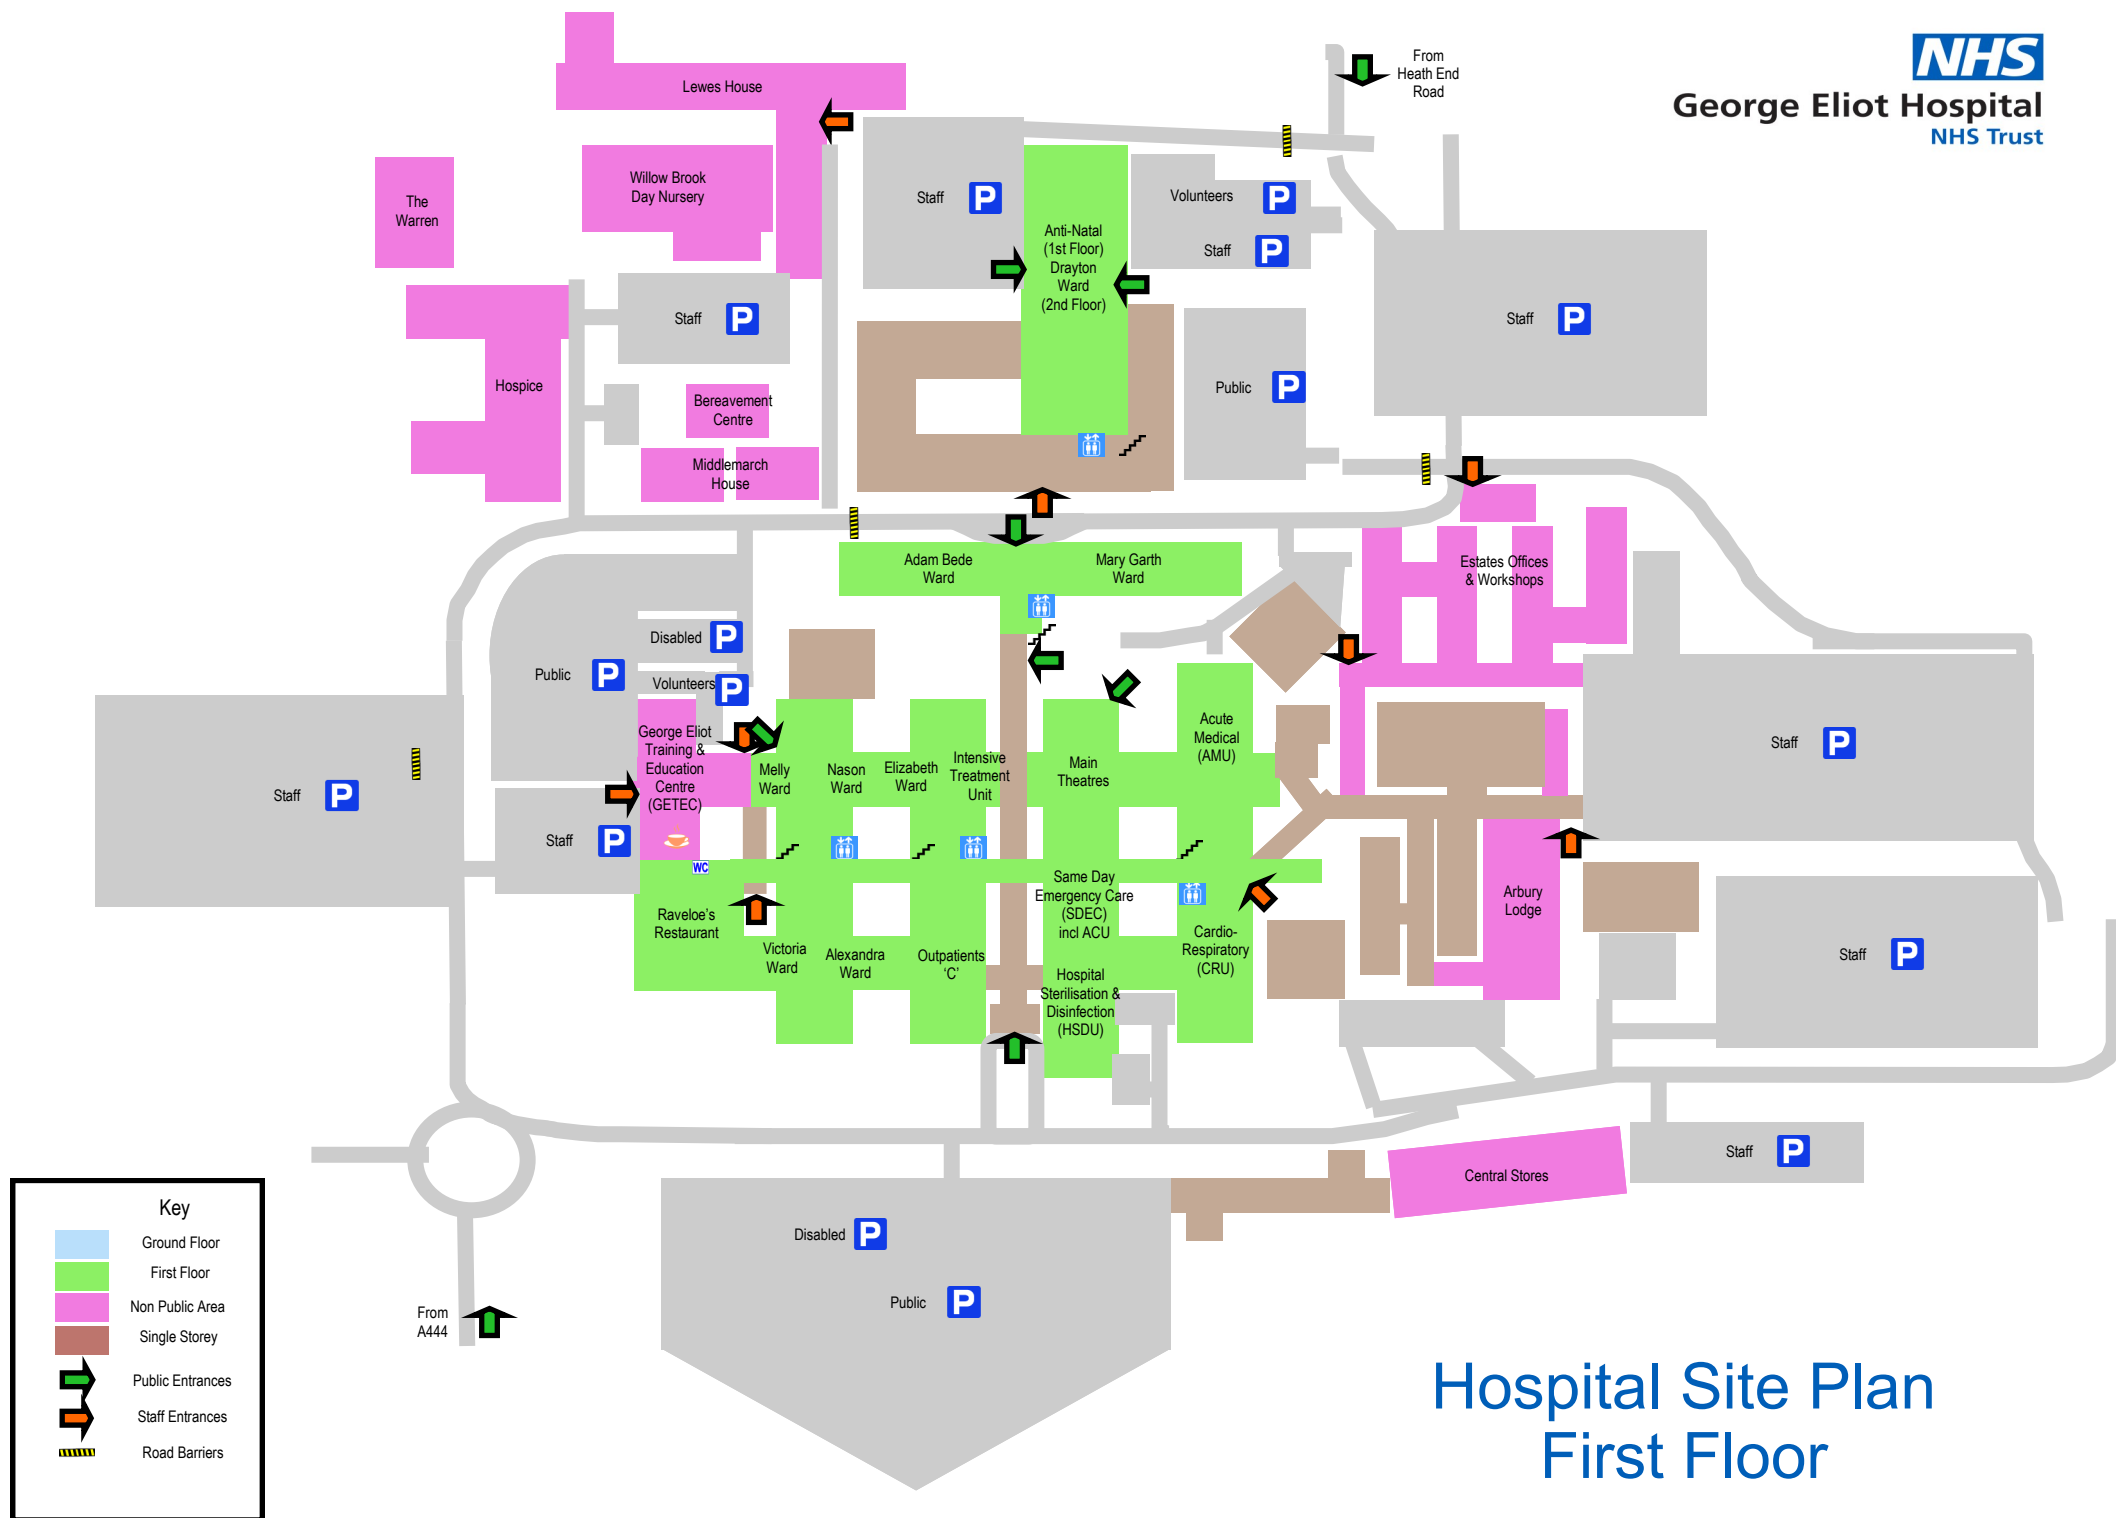 NHS
George Eliot Hospital
NHS Trust
From
Heath End
Road
Lewes House
Willow Brook
Day Nursery
The
Warren
Staff
P
Volunteers
P
Staff
P
Anti-Natal
(1st Floor)
Drayton
Ward
(2nd Floor)
Staff
P
Staff
P
Public
P
Hospice
Bereavement
Centre
Middlemarch
House
Adam Bede
Ward
Mary Garth
Ward
Estates Offices
& Workshops
Disabled
P
Public
P
Volunteers
P
George Eliot
Training &
Education
Centre
(GETEC)
Melly
Ward
Nason
Ward
Elizabeth
Ward
Intensive
Treatment
Unit
Main
Theatres
Acute
Medical
(AMU)
Staff
P
Staff
P
Staff
P
WC
Raveloe's
Restaurant
Victoria
Ward
Alexandra
Ward
Outpatients
‘C’
Same Day
Emergency Care
(SDEC)
incl ACU
Hospital
Sterilisation &
Disinfection
(HSDU)
Cardio-
Respiratory
(CRU)
Arbury
Lodge
Staff
P
Staff
P
Central Stores
Disabled
P
Public
P
From
A444
Key
Ground Floor
First Floor
Non Public Area
Single Storey
Public Entrances
Staff Entrances
Road Barriers
Hospital Site Plan
First Floor